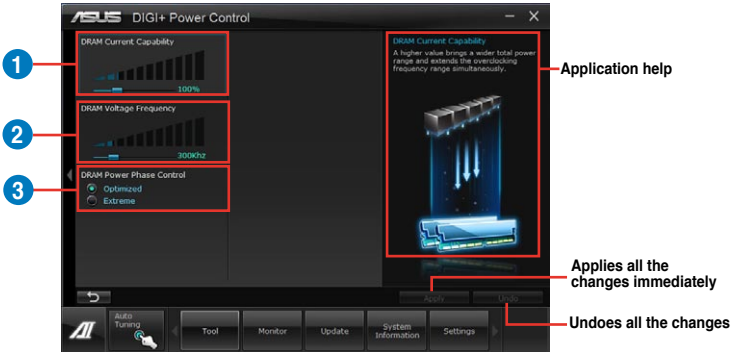 ASUS DIGI+ Power Control
DRAM Current Capability
100%
1
DRAM Voltage Frequency
300Khz
2
DRAM Power Phase Control
Optimized
Extreme
3
DRAM Current Capability
A higher value brings a wider total power
range and extends the overclocking
frequency range simultaneously.
Application help
Apply
Undo
Applies all the
changes immediately
Undoes all the changes
AI
Auto
Tuning
Tool
Monitor
Update
System
Information
Settings